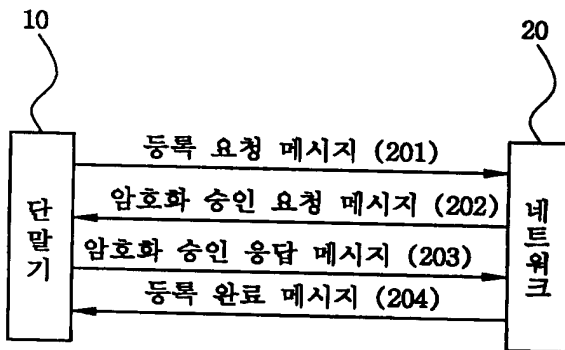 10
20
등록 요청 메시지 (201)
암호화 승인 요청 메시지 (202)
암호화 승인 응답 메시지 (203)
등록 완료 메시지 (204)
단말기
네트워크